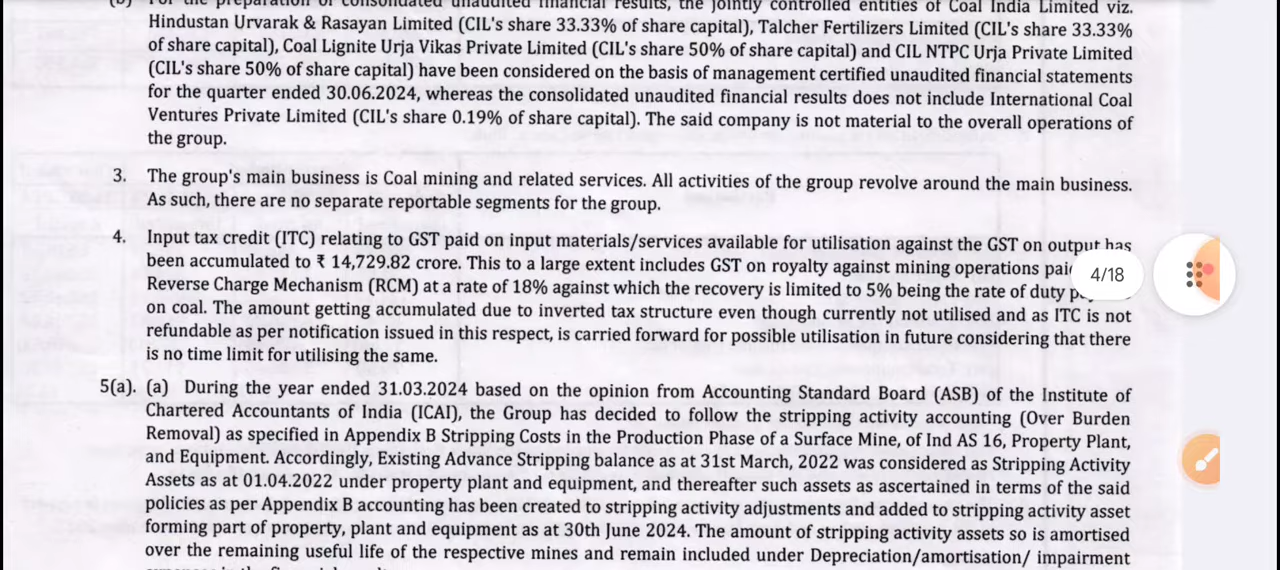 (b) For the preparation of consolidated unaudited financial results, the jointly controlled entities of Coal India Limited viz.
Hindustan Urvarak & Rasayan Limited (CIL's share 33.33% of share capital), Talcher Fertilizers Limited (CIL's share 33.33%
of share capital), Coal Lignite Urja Vikas Private Limited (CIL's share 50% of share capital) and CIL NTPC Urja Private Limited
(CIL's share 50% of share capital) have been considered on the basis of management certified unaudited financial statements
for the quarter ended 30.06.2024, whereas the consolidated unaudited financial results does not include International Coal
Ventures Private Limited (CIL's share 0.19% of share capital). The said company is not material to the overall operations of
the group.
3. The group's main business is Coal mining and related services. All activities of the group revolve around the main business.
As such, there are no separate reportable segments for the group.
4. Input tax credit (ITC) relating to GST paid on input materials/services available for utilisation against the GST on output has
been accumulated to ₹ 14,729.82 crore. This to a large extent includes GST on royalty against mining operations
4/18
Reverse Charge Mechanism (RCM) at a rate of 18% against which the recovery is limited to 5% being the rate of duty
on coal. The amount getting accumulated due to inverted tax structure even though currently not utilised and as ITC is not
refundable as per notification issued in this respect, is carried forward for possible utilisation in future considering that there
is no time limit for utilising the same.
5(a). (a) During the year ended 31.03.2024 based on the opinion from Accounting Standard Board (ASB) of the Institute of
Chartered Accountants of India (ICAI), the Group has decided to follow the stripping activity accounting (Over Burden
Removal) as specified in Appendix B Stripping Costs in the Production Phase of a Surface Mine, of Ind AS 16, Property Plant,
and Equipment. Accordingly, Existing Advance Stripping balance as at 31st March, 2022 was considered as Stripping Activity
Assets as at 01.04.2022 under property plant and equipment, and thereafter such assets as ascertained in terms of the said
policies as per Appendix B accounting has been created to stripping activity adjustments and added to stripping activity asset
forming part of property, plant and equipment as at 30th June 2024. The amount of stripping activity assets so is amortised
over the remaining useful life of the respective mines and remain included under Depreciation/amortisation/ impairment